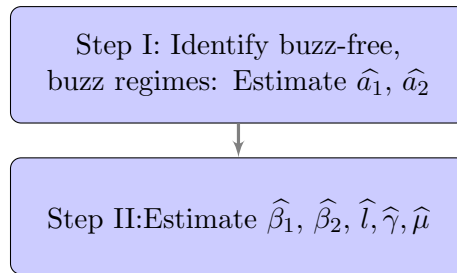 Step I: Identify buzz-free,
buzz regimes: Estimate $\widehat{a_1}$, $\widehat{a_2}$
Step II:Estimate $\widehat{\beta_1}$, $\widehat{\beta_2}$, $\widehat{l}, \widehat{\gamma}, \widehat{\mu}$